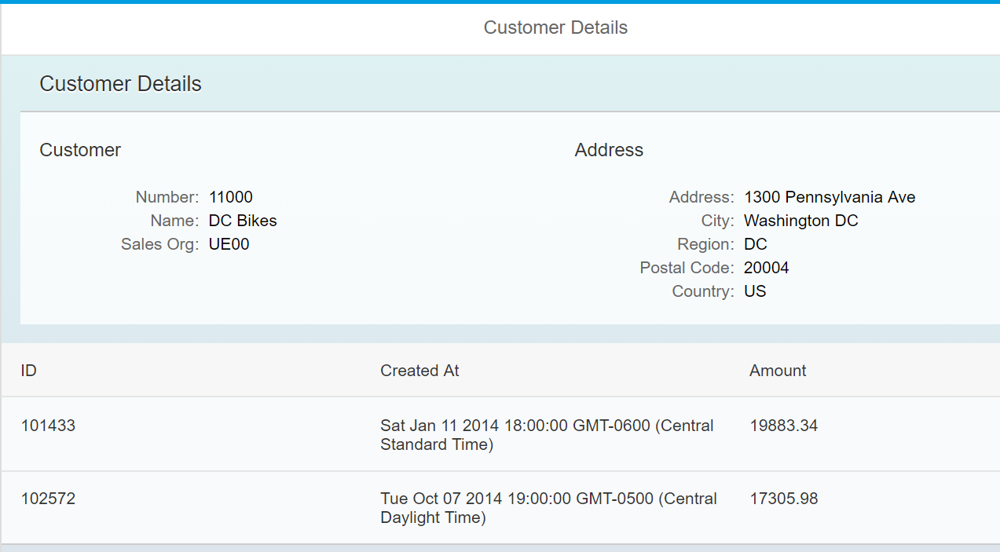 Customer Details
Customer Details
Customer
Number: 11000
Name: DC Bikes
Sales Org: UE00
Address
Address: 1300 Pennsylvania Ave
City: Washington DC
Region: DC
Postal Code: 20004
Country: US
ID Created At Amount
101433 Sat Jan 11 2014 18:00:00 GMT-0600 (Central 19883.34
Standard Time)
102572 Tue Oct 07 2014 19:00:00 GMT-0500 (Central 17305.98
Daylight Time)